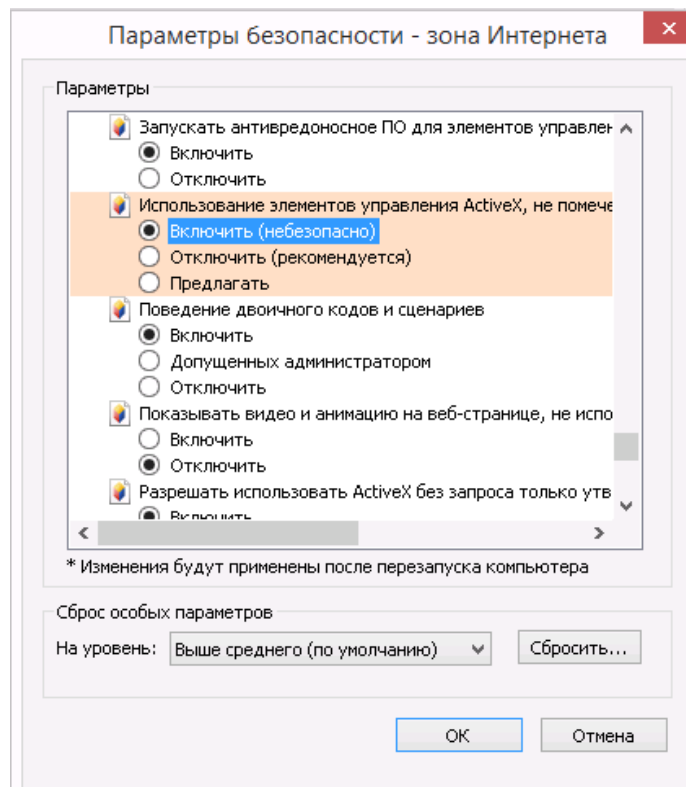 Параметры безопасности - зона Интернета
Параметры
Запускать антивредоносное ПО для элементов управлен
Включить
Отключить
Использование элементов управления ActiveX, не помече
Включить (небезопасно)
Отключить (рекомендуется)
Предлагать
Поведение двоичного кодов и сценариев
Включить
Допущенных администратором
Отключить
Показывать видео и анимацию на веб-странице, не испо
Включить
Отключить
Разрешать использовать ActiveX без запроса только утв
Включить
* Изменения будут применены после перезапуска компьютера
Сброс особых параметров
На уровень: Выше среднего (по умолчанию) Сбросить...
ОК Отмена